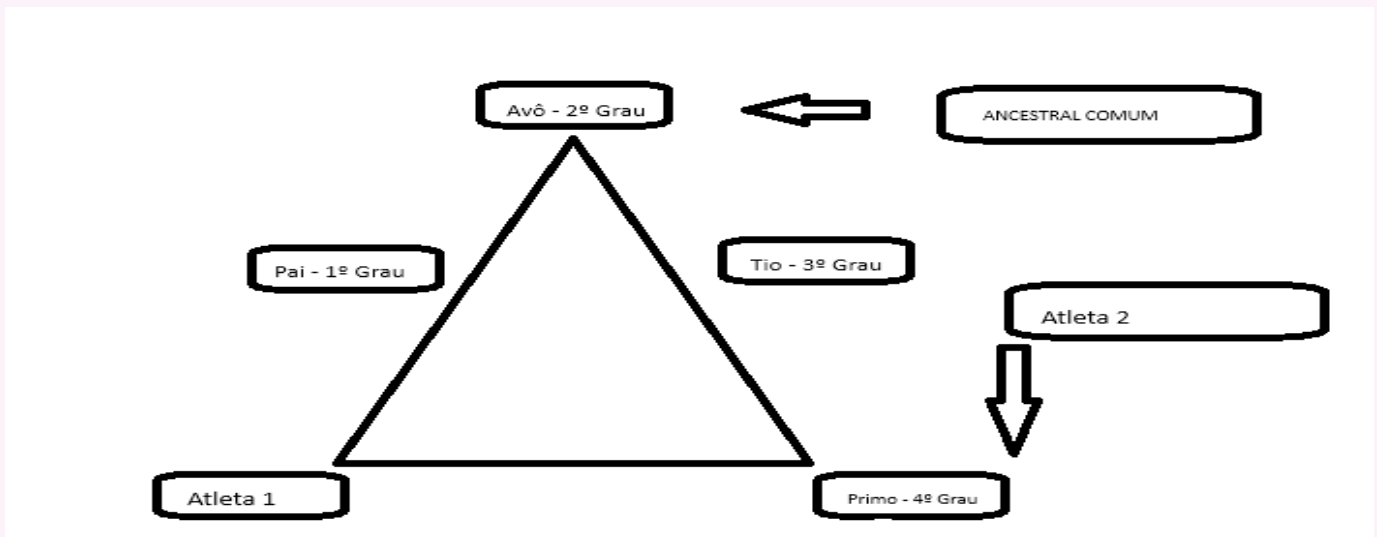 Avô - 2º Grau
ANCESTRAL COMUM
Pai - 1º Grau
Tio - 3º Grau
Atleta 2
Atleta 1
Primo - 4º Grau